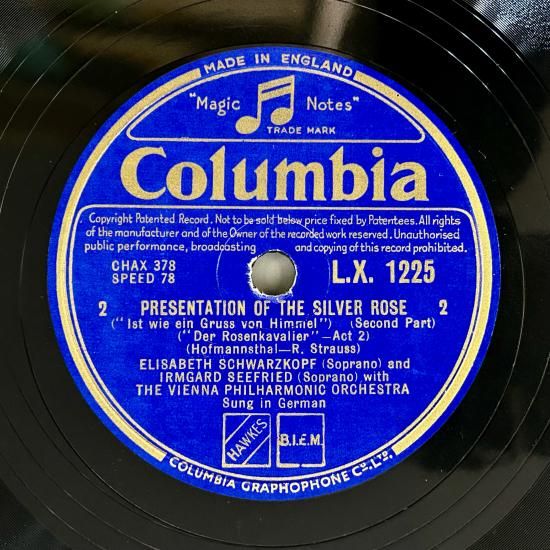 MADE IN ENGLAND
"Magic Notes"
TRADE MARK
Columbia
Copyright Patented Record. Not to be sold below price fixed by Patentees. All rights
of the manufacturer and of the Owner of the recorded work reserved. Unauthorised
public performance, broadcasting and copying of this record prohibited.
CHAX 378
SPEED 78
L.X. 1225
2 PRESENTATION OF THE SILVER ROSE 2
("Ist wie ein Gruss von Himmel") (Second Part)
("Der Rosenkavalier"—Act 2)
(Hofmannsthal—R. Strauss)
ELISABETH SCHWARZKOPF (Soprano) and
IRMGARD SEEFRIED (Soprano) with
THE VIENNA PHILHARMONIC ORCHESTRA
Sung in German
HAWKES
B.I.E.M.
COLUMBIA GRAPHOPHONE Co. LTD.